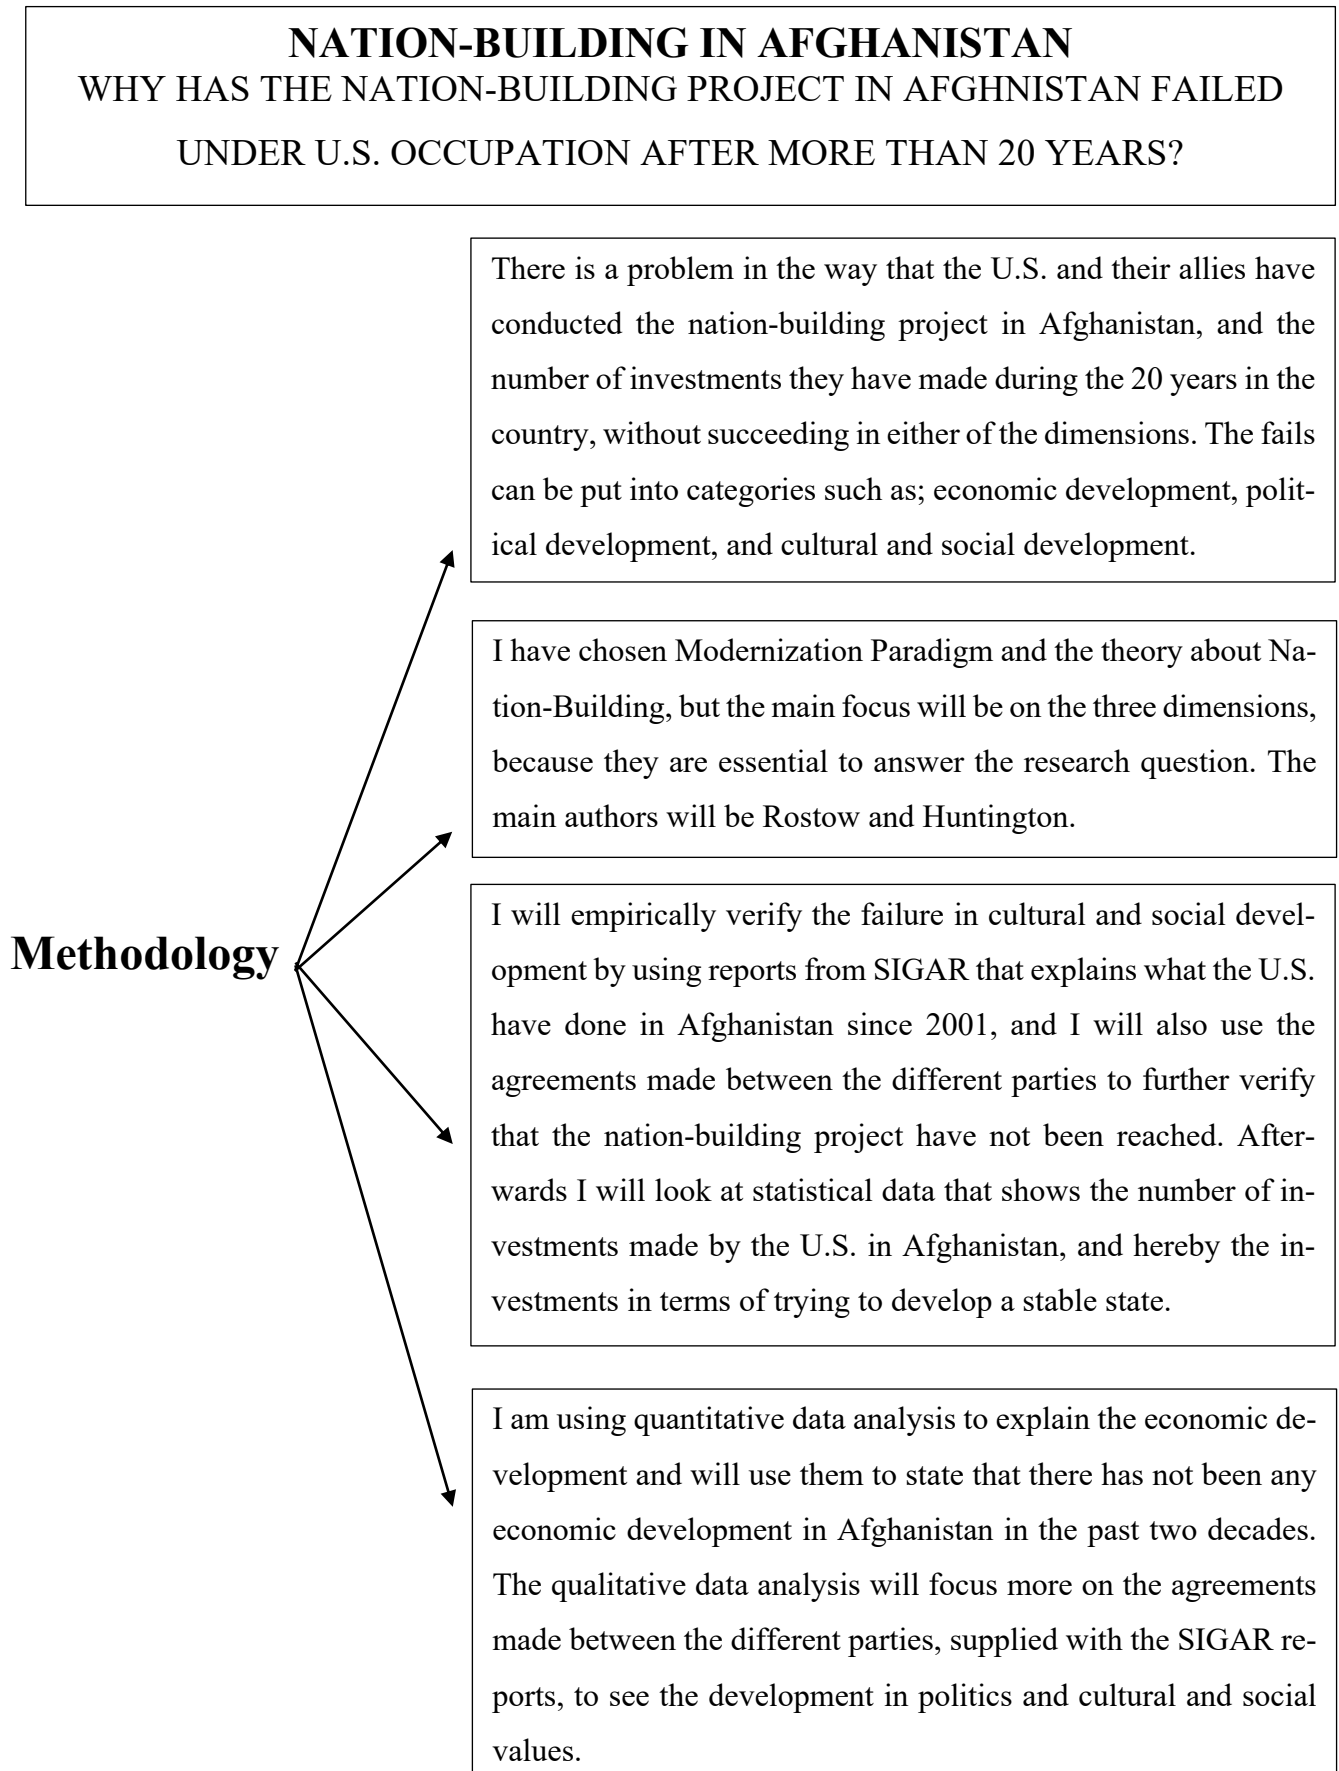 NATION-BUILDING IN AFGHANISTAN
WHY HAS THE NATION-BUILDING PROJECT IN AFGHNISTAN FAILED
UNDER U.S. OCCUPATION AFTER MORE THAN 20 YEARS?
There is a problem in the way that the U.S. and their allies have
conducted the nation-building project in Afghanistan, and the
number of investments they have made during the 20 years in the
country, without succeeding in either of the dimensions. The fails
can be put into categories such as; economic development, polit-
ical development, and cultural and social development.
I have chosen Modernization Paradigm and the theory about Na-
tion-Building, but the main focus will be on the three dimensions,
because they are essential to answer the research question. The
main authors will be Rostow and Huntington.
Methodology
I will empirically verify the failure in cultural and social devel-
opment by using reports from SIGAR that explains what the U.S.
have done in Afghanistan since 2001, and I will also use the
agreements made between the different parties to further verify
that the nation-building project have not been reached. After-
wards I will look at statistical data that shows the number of in-
vestments made by the U.S. in Afghanistan, and hereby the in-
vestments in terms of trying to develop a stable state.
I am using quantitative data analysis to explain the economic de-
velopment and will use them to state that there has not been any
economic development in Afghanistan in the past two decades.
The qualitative data analysis will focus more on the agreements
made between the different parties, supplied with the SIGAR re-
ports, to see the development in politics and cultural and social
values.